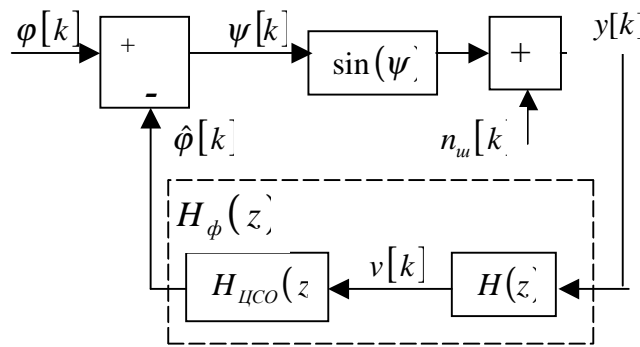 φ[k]
+
-
ψ[k]
sin(ψ)
+
y[k]
φ̂[k]
n_ш[k]
H_ф(z)
H_ЦСО(z
v[k]
H(z)